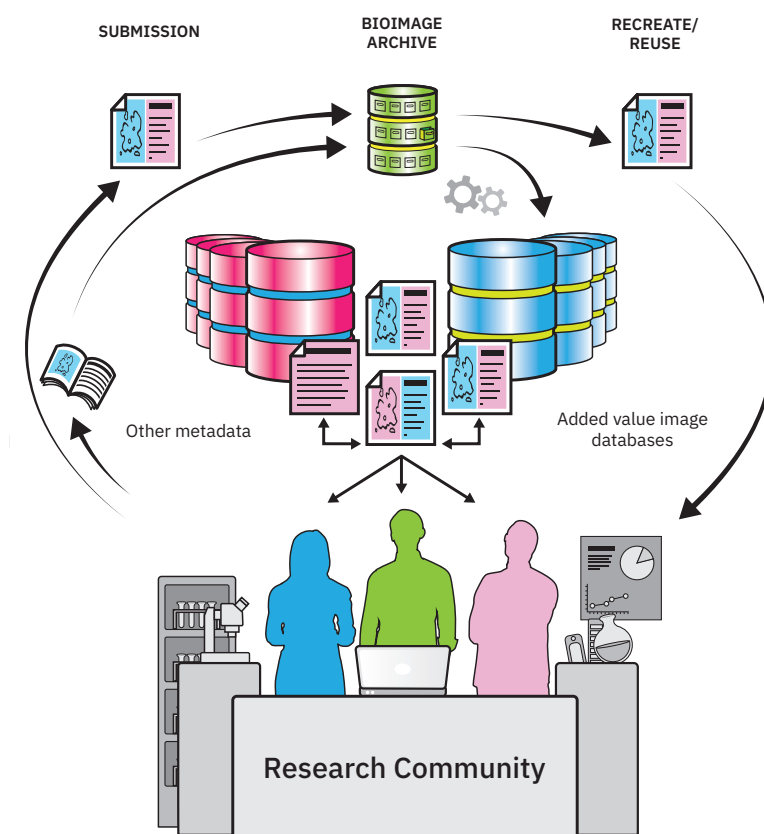 SUBMISSION
BIOIMAGE
ARCHIVE
RECREATE/
REUSE
Other metadata
Added value image
databases
Research Community